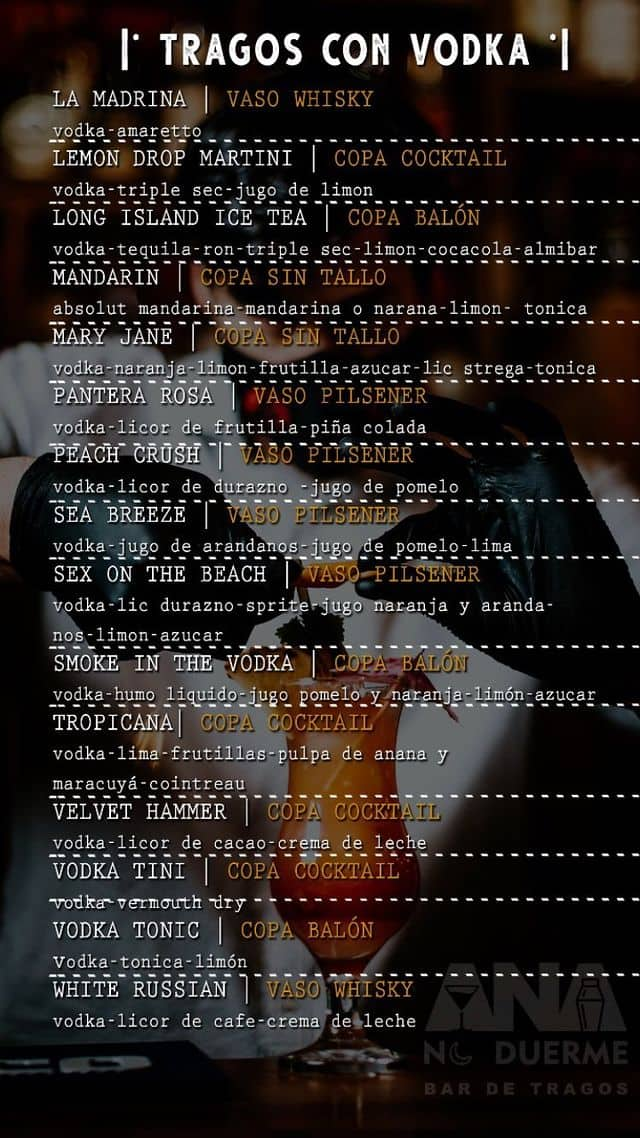 |· TRAGOS CON VODKA ·|
LA MADRINA | VASO WHISKY
vodka-amaretto
LEMON DROP MARTINI | COPA COCKTAIL
vodka-triple sec-jugo de limon
LONG ISLAND ICE TEA | COPA BALÓN
vodka-tequila-ron-triple sec-limon-cocacola-almibar
MANDARIN | COPA SIN TALLO
absolut mandarina-mandarina o narana-limon- tonica
MARY JANE | COPA SIN TALLO
vodka-naranja-limon-frutilla-azucar-lic strega-tonica
PANTERA ROSA | VASO PILSENER
vodka-licor de frutilla-piña colada
PEACH CRUSH | VASO PILSENER
vodka-licor de durazno -jugo de pomelo
SEA BREEZE | VASO PILSENER
vodka-jugo de arandanos-jugo de pomelo-lima
SEX ON THE BEACH | VASO PILSENER
vodka-lic durazno-sprite-jugo naranja y aranda-
nos-limon-azucar
SMOKE IN THE VODKA | COPA BALÓN
vodka-humo liquido-jugo pomelo y naranja-limón-azucar
TROPICANA| COPA COCKTAIL
vodka-lima-frutillas-pulpa de anana y
maracuyá-cointreau
VELVET HAMMER | COPA COCKTAIL
vodka-licor de cacao-crema de leche
VODKA TINI | COPA COCKTAIL
vodka-vermouth dry
VODKA TONIC | COPA BALÓN
vodka-tonica-limón
WHITE RUSSIAN | VASO WHISKY
vodka-licor de cafe-crema de leche
ANA
NO DUERME
BAR DE TRAGOS